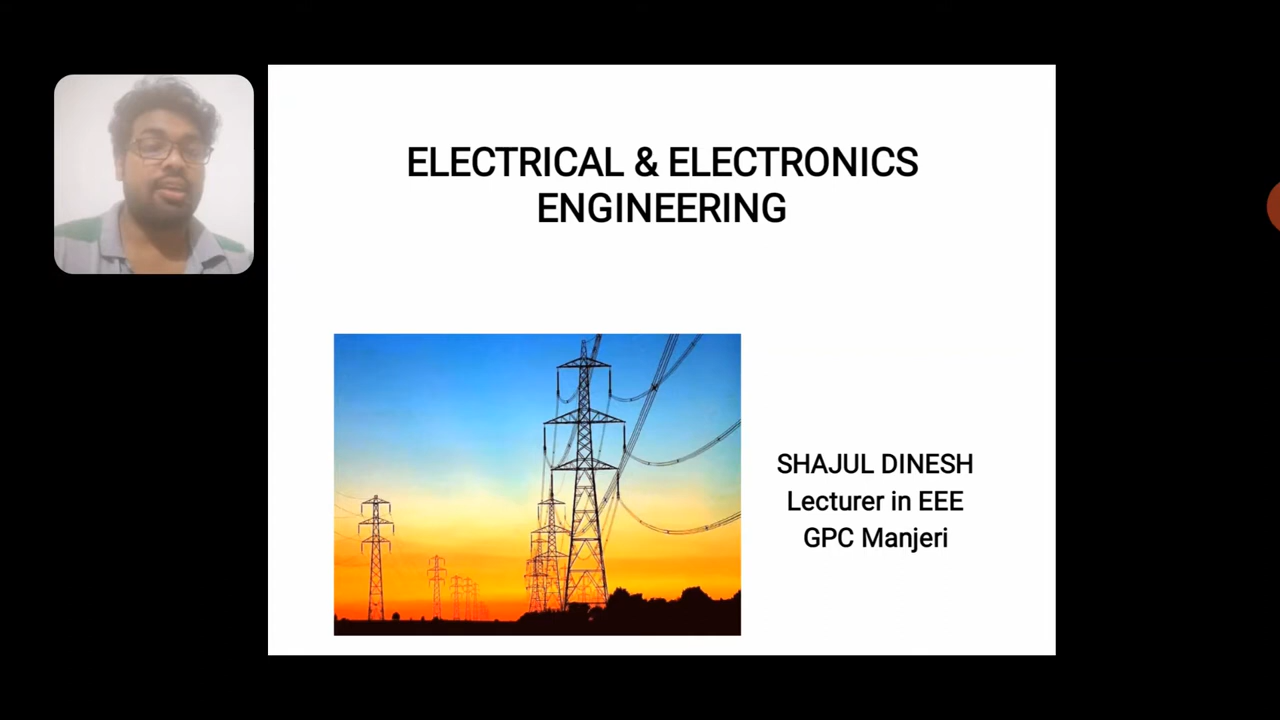 ELECTRICAL & ELECTRONICS
ENGINEERING
SHAJUL DINESH
Lecturer in EEE
GPC Manjeri